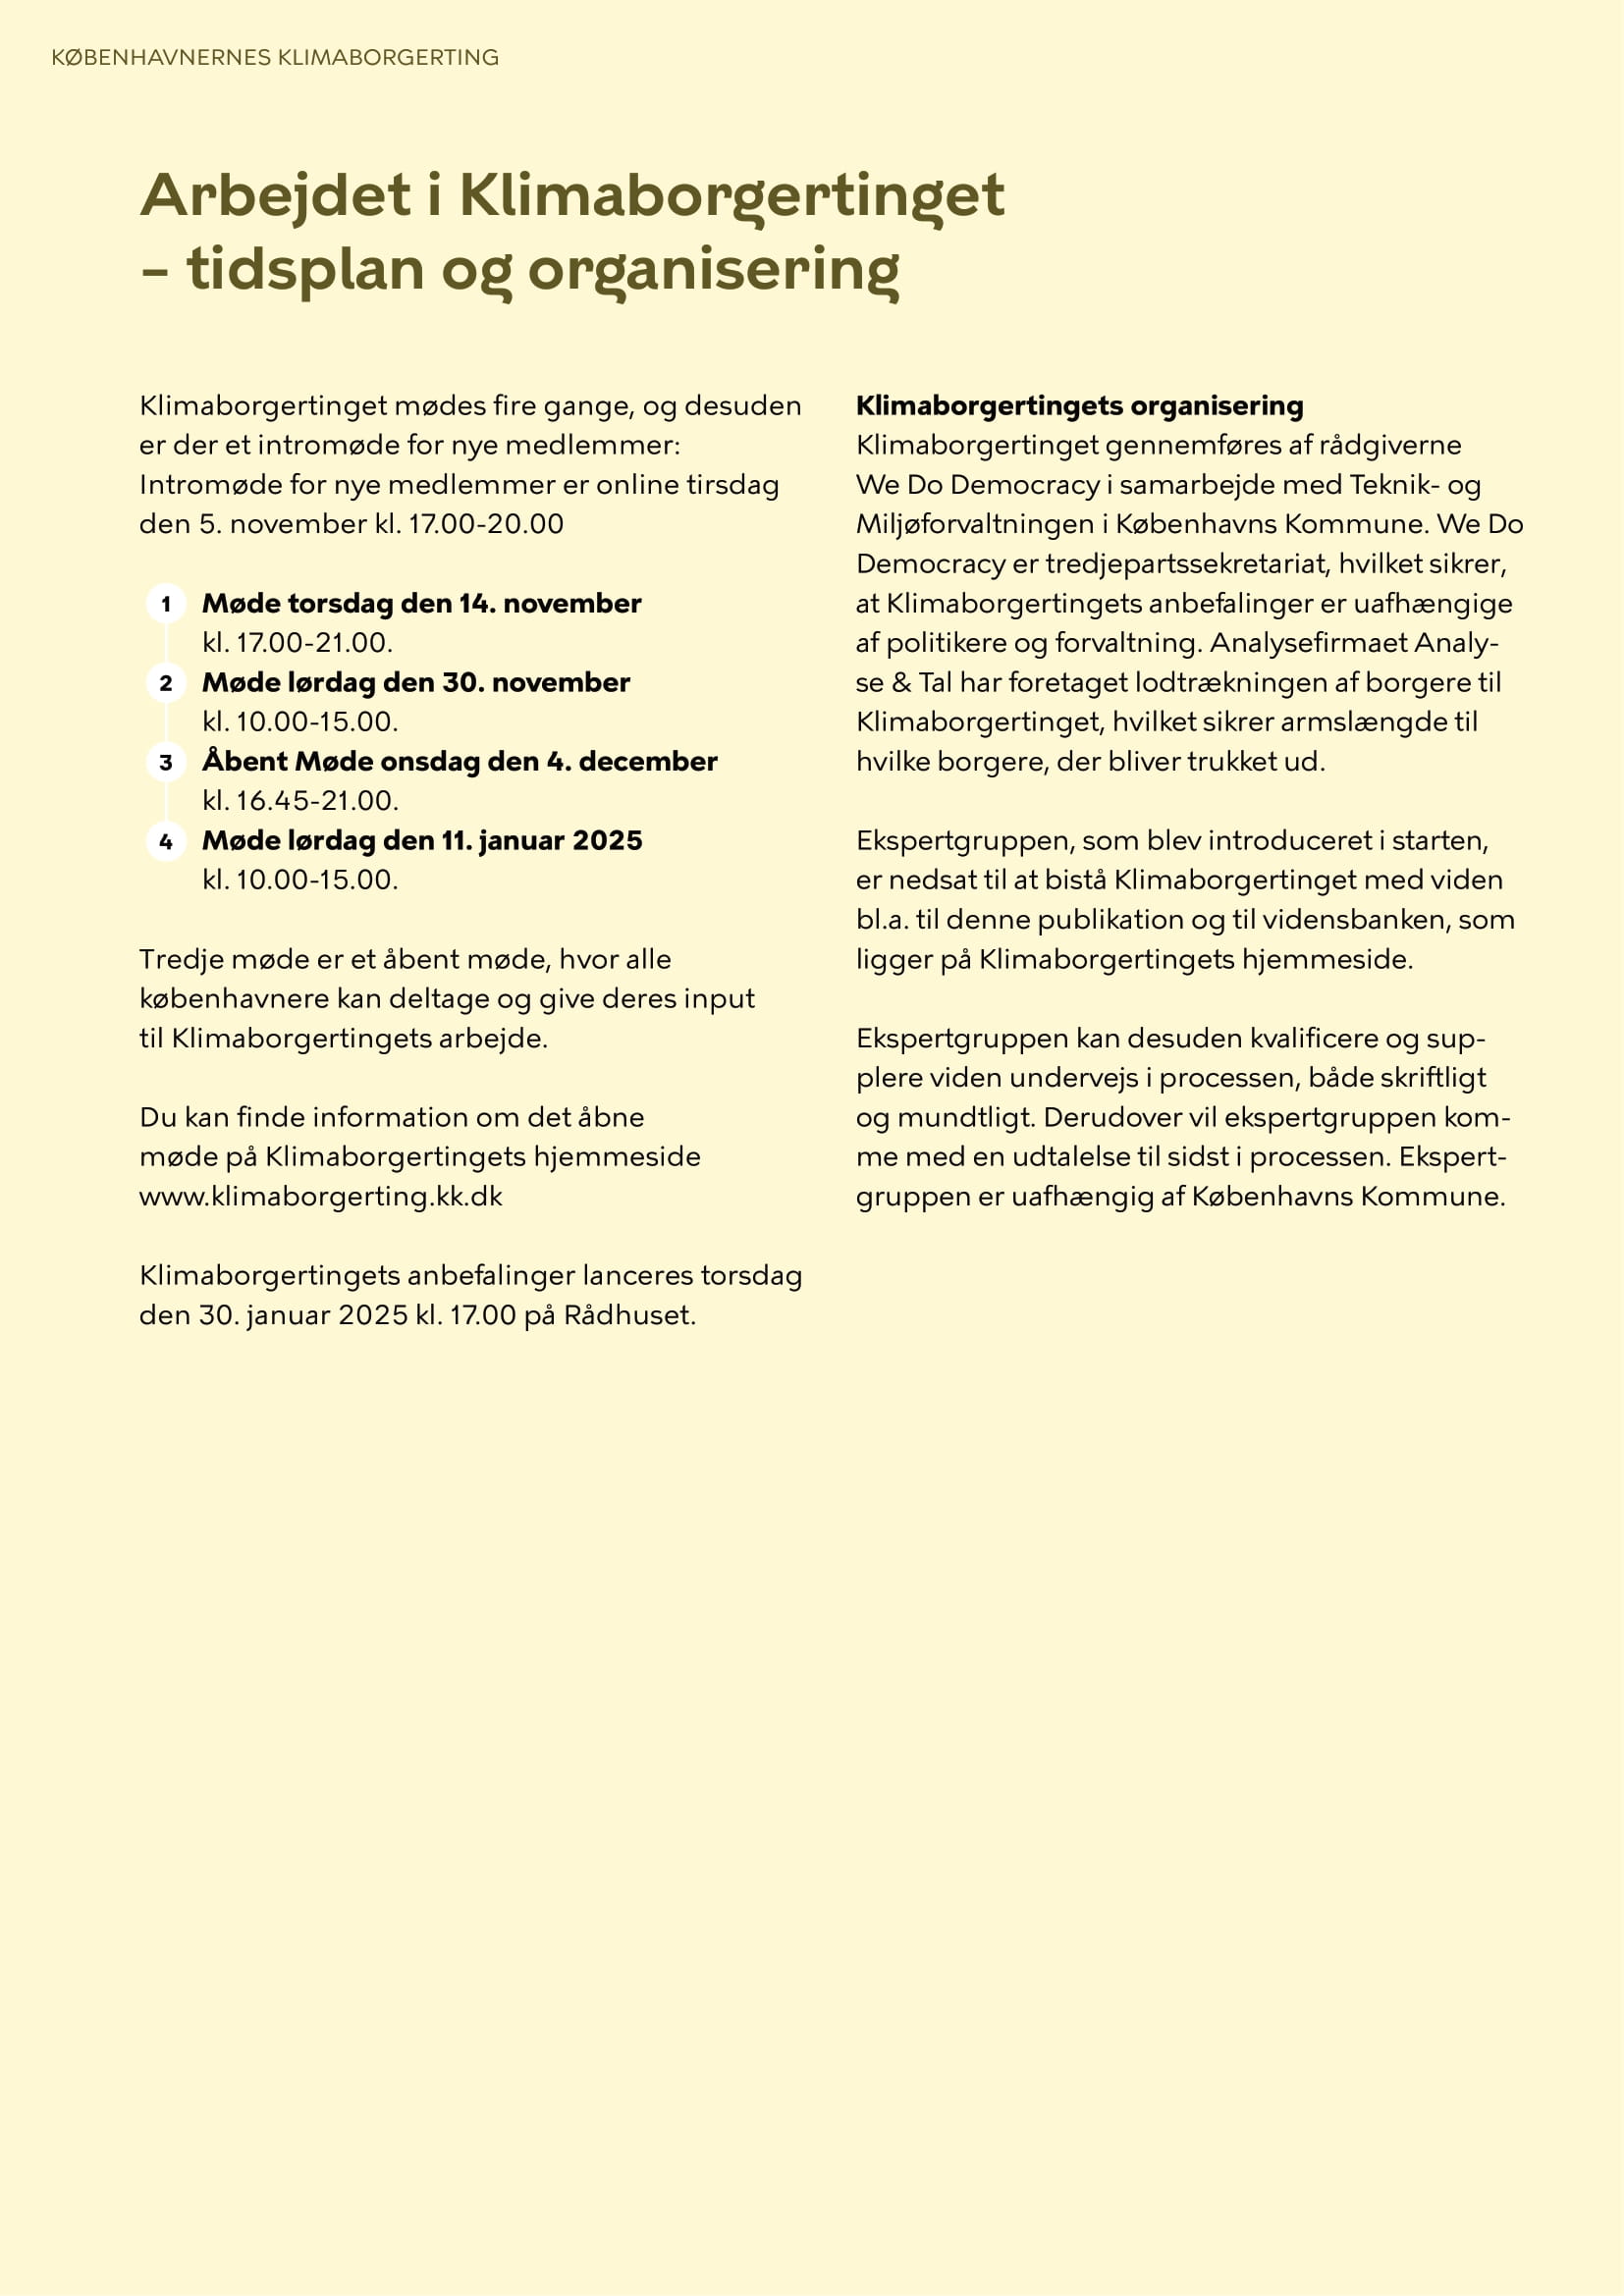 KØBENHAVNERNES KLIMABORGERTING
Arbejdet i Klimaborgertinget
– tidsplan og organisering
Klimaborgertinget mødes fire gange, og desuden
er der et intromøde for nye medlemmer:
Intromøde for nye medlemmer er online tirsdag
den 5. november kl. 17.00-20.00
1 Møde torsdag den 14. november
kl. 17.00-21.00.
2 Møde lørdag den 30. november
kl. 10.00-15.00.
3 Åbent Møde onsdag den 4. december
kl. 16.45-21.00.
4 Møde lørdag den 11. januar 2025
kl. 10.00-15.00.
Tredje møde er et åbent møde, hvor alle
københavnere kan deltage og give deres input
til Klimaborgertingets arbejde.
Du kan finde information om det åbne
møde på Klimaborgertingets hjemmeside
www.klimaborgerting.kk.dk
Klimaborgertingets anbefalinger lanceres torsdag
den 30. januar 2025 kl. 17.00 på Rådhuset.
Klimaborgertingets organisering
Klimaborgertinget gennemføres af rådgiverne
We Do Democracy i samarbejde med Teknik- og
Miljøforvaltningen i Københavns Kommune. We Do
Democracy er tredjepartssekretariat, hvilket sikrer,
at Klimaborgertingets anbefalinger er uafhængige
af politikere og forvaltning. Analysefirmaet Analy-
se & Tal har foretaget lodtrækningen af borgere til
Klimaborgertinget, hvilket sikrer armslængde til
hvilke borgere, der bliver trukket ud.
Ekspertgruppen, som blev introduceret i starten,
er nedsat til at bistå Klimaborgertinget med viden
bl.a. til denne publikation og til vidensbanken, som
ligger på Klimaborgertingets hjemmeside.
Ekspertgruppen kan desuden kvalificere og sup-
plere viden undervejs i processen, både skriftligt
og mundtligt. Derudover vil ekspertgruppen kom-
me med en udtalelse til sidst i processen. Ekspert-
gruppen er uafhængig af Københavns Kommune.